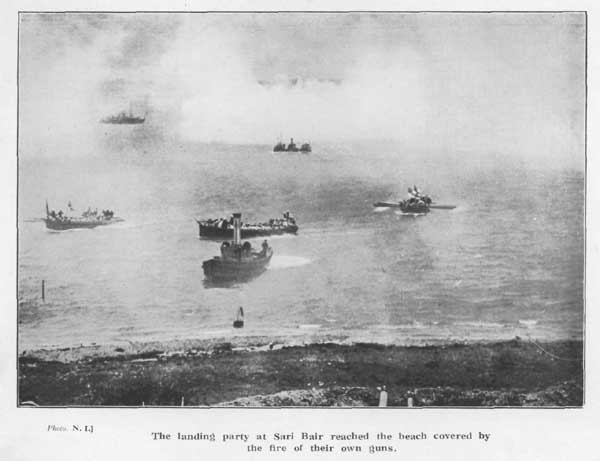 Photo. N. I.]
The landing party at Sari Bair reached the beach covered by
the fire of their own guns.